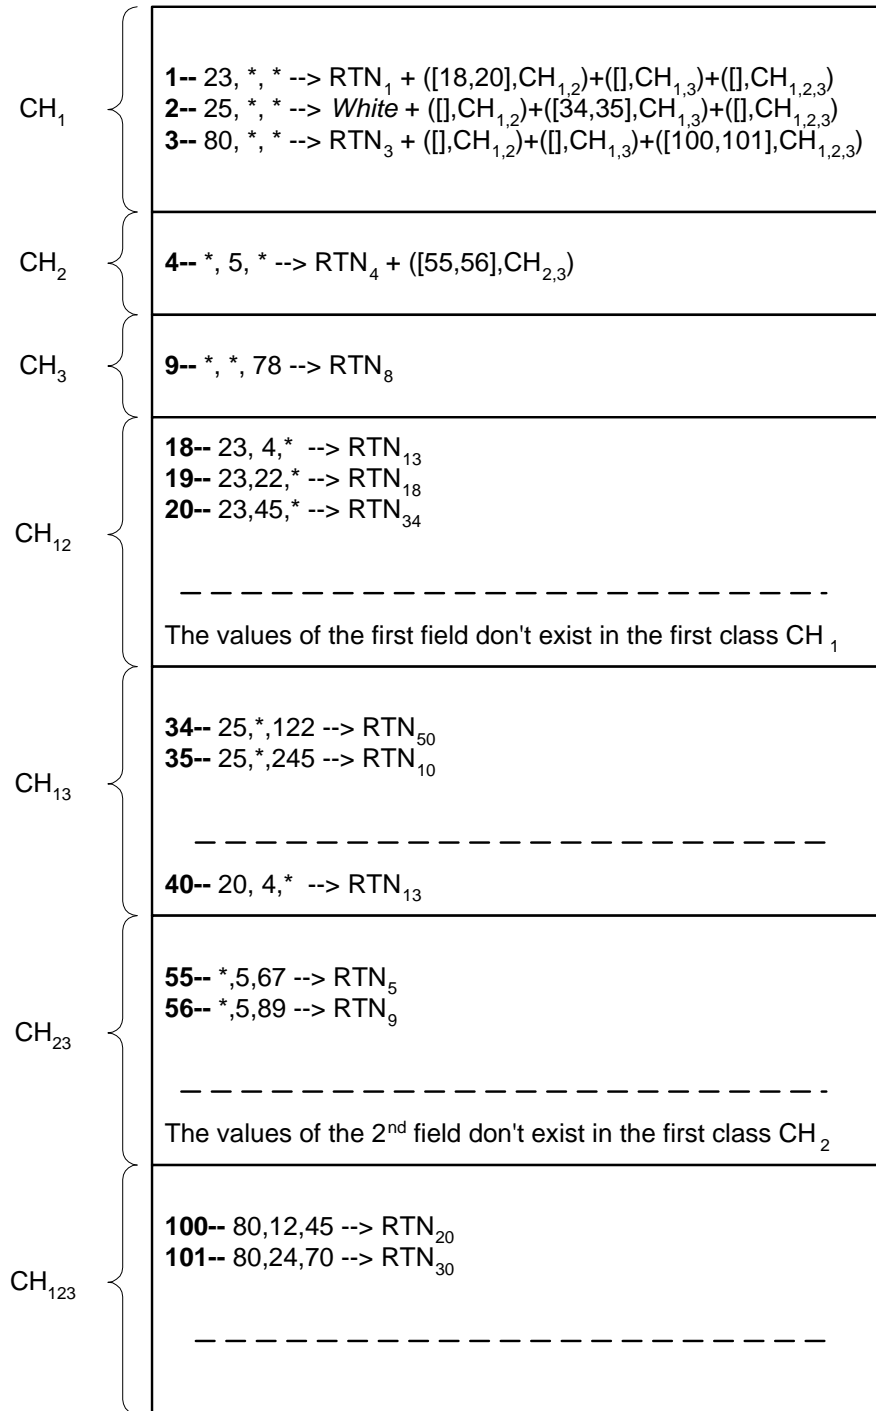 CH1
1-- 23, *, * --> RTN1 + ([18,20],CH1,2)+([],CH1,3)+([],CH1,2,3)
2-- 25, *, * --> White + ([],CH1,2)+([34,35],CH1,3)+([],CH1,2,3)
3-- 80, *, * --> RTN3 + ([],CH1,2)+([],CH1,3)+([100,101],CH1,2,3)
CH2
4-- *, 5, * --> RTN4 + ([55,56],CH2,3)
CH3
9-- *, *, 78 --> RTN8
CH12
18-- 23, 4,* --> RTN13
19-- 23,22,* --> RTN18
20-- 23,45,* --> RTN34
The values of the first field don't exist in the first class CH 1
CH13
34-- 25,*,122 --> RTN50
35-- 25,*,245 --> RTN10
40-- 20, 4,* --> RTN13
CH23
55-- *,5,67 --> RTN5
56-- *,5,89 --> RTN9
The values of the 2nd field don't exist in the first class CH 2
CH123
100-- 80,12,45 --> RTN20
101-- 80,24,70 --> RTN30